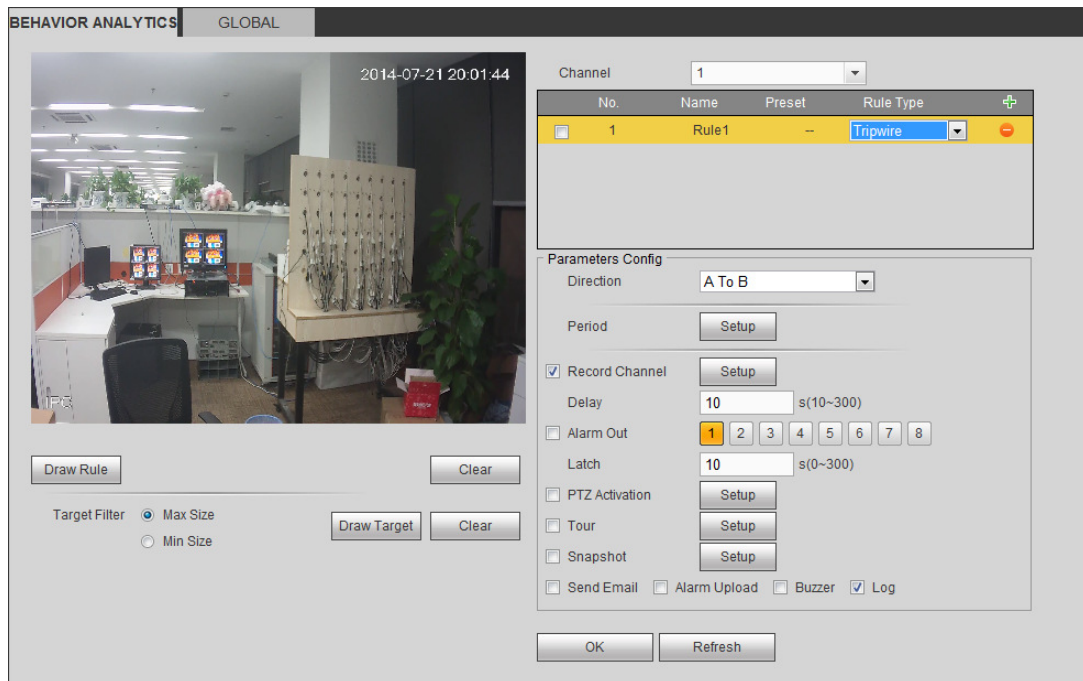 BEHAVIOR ANALYTICS GLOBAL
2014-07-21 20:01:44
IPC
Draw Rule Clear
Target Filter Max Size
Min Size
Draw Target Clear
Channel 1
No. Name Preset Rule Type
1 Rule1 -- Tripwire
Parameters Config
Direction A To B
Period Setup
Record Channel Setup
Delay 10 s(10~300)
Alarm Out 1 2 3 4 5 6 7 8
Latch 10 s(0~300)
PTZ Activation Setup
Tour Setup
Snapshot Setup
Send Email Alarm Upload Buzzer Log
OK Refresh